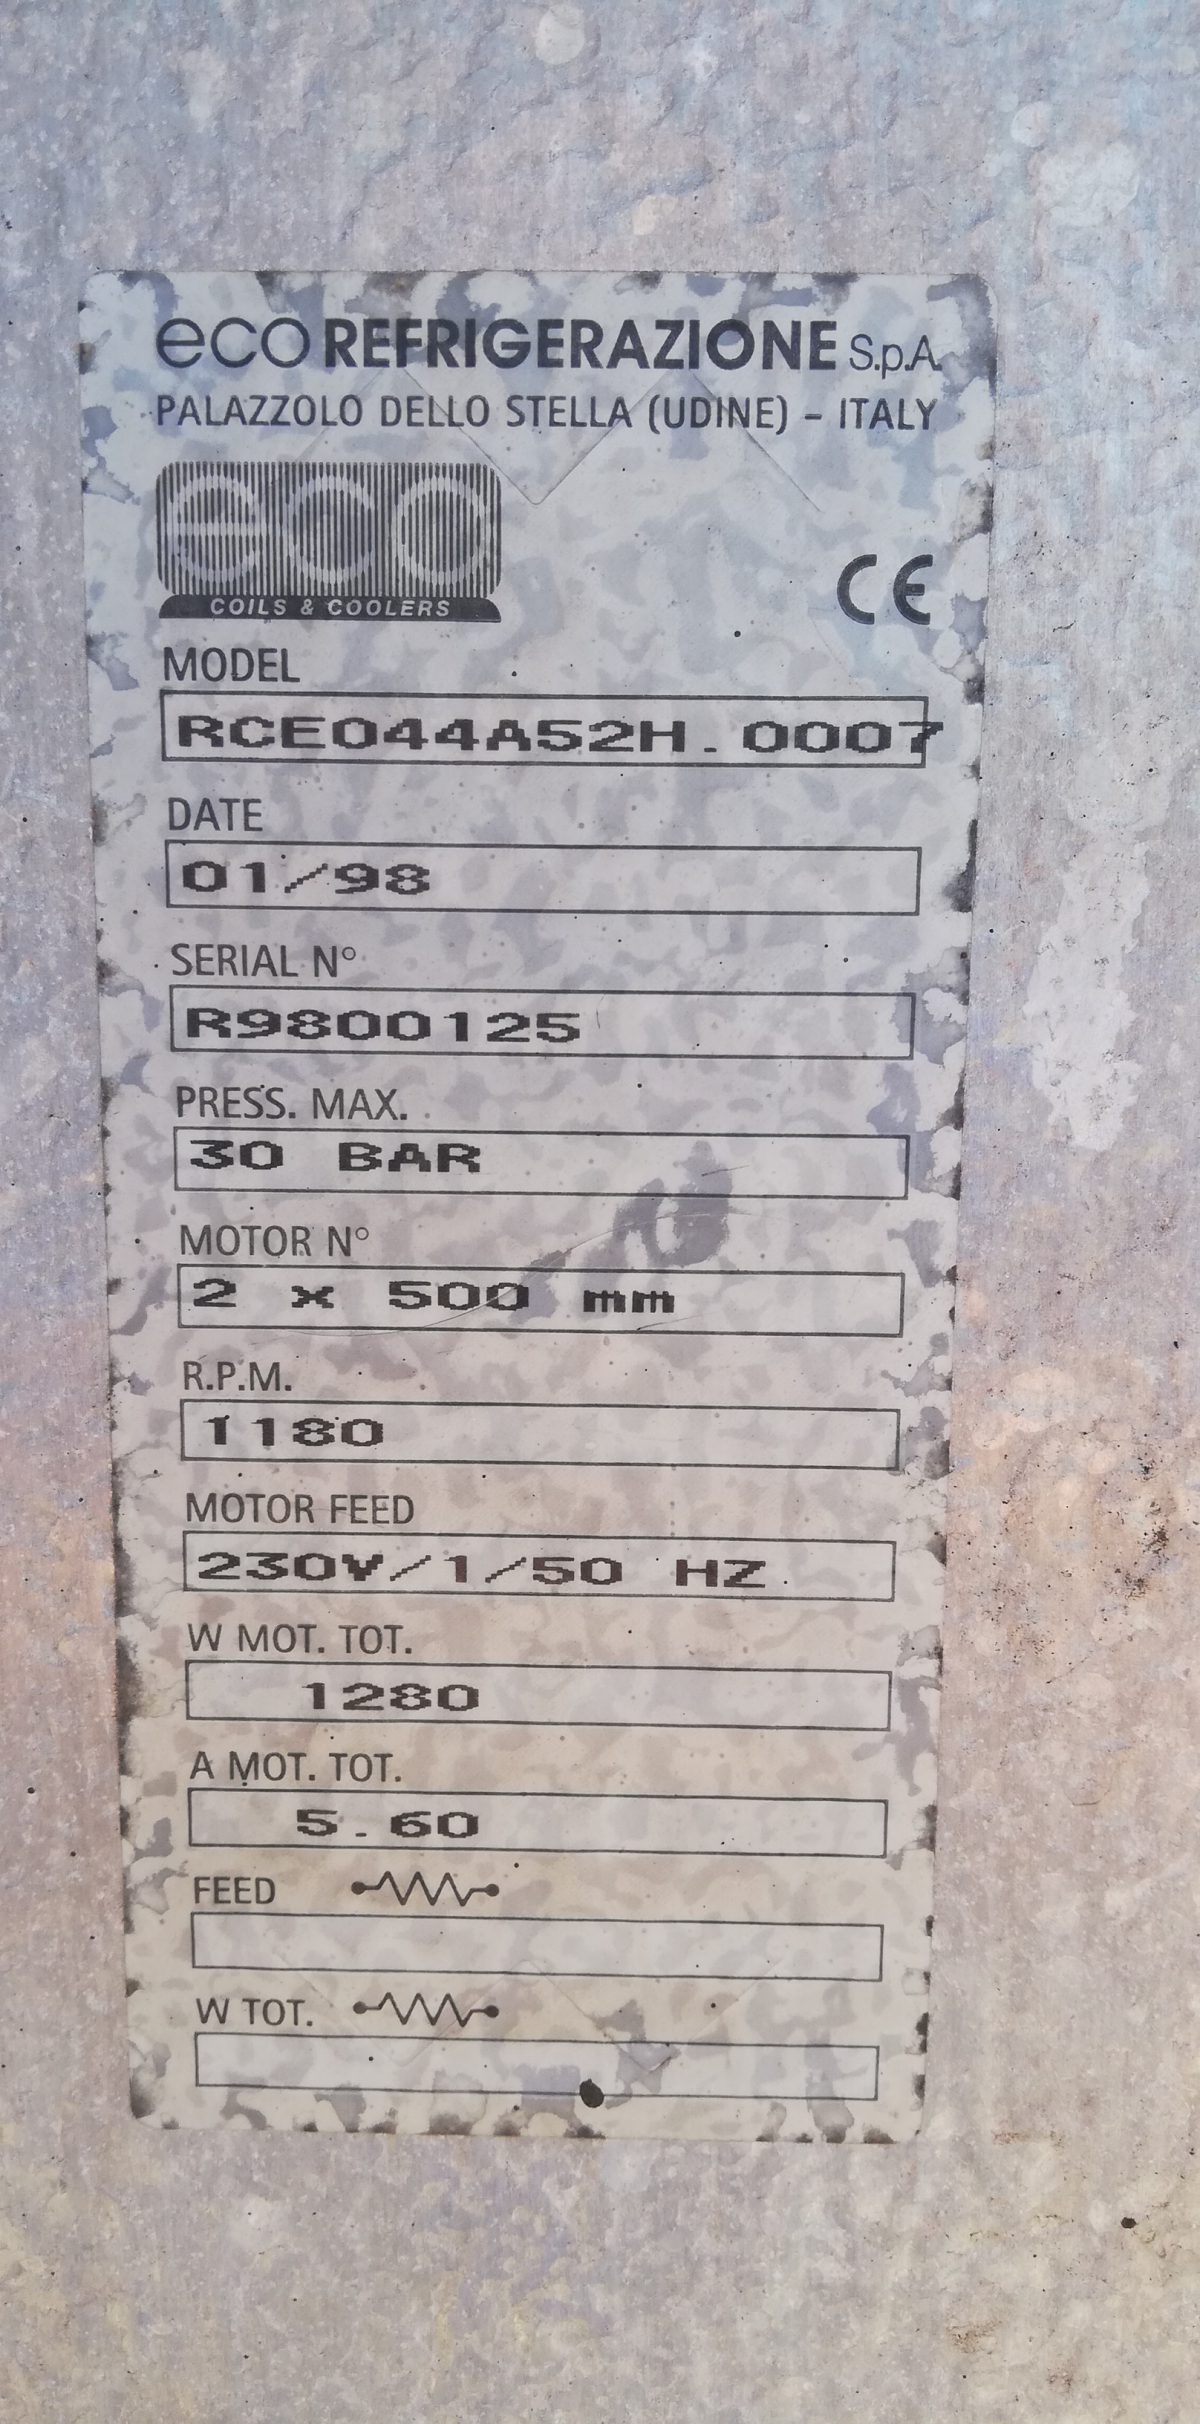 eco REFRIGERAZIONE S.p.A.
PALAZZOLO DELLO STELLA (UDINE) – ITALY
eco
COILS & COOLERS
CE
MODEL
RCE044A52H.0007
DATE
01/98
SERIAL N°
R9800125
PRESS. MAX.
30 BAR
MOTOR N°
2 x 500 mm
R.P.M.
1180
MOTOR FEED
230V/1/50 HZ
W MOT. TOT.
1280
A MOT. TOT.
5.60
FEED
W TOT.